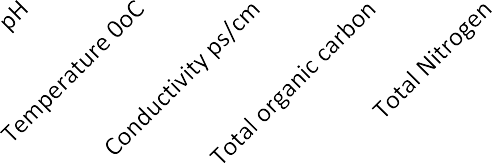 pH
Temperature 0oC
Conductivity ps/cm
Total organic carbon
Total Nitrogen